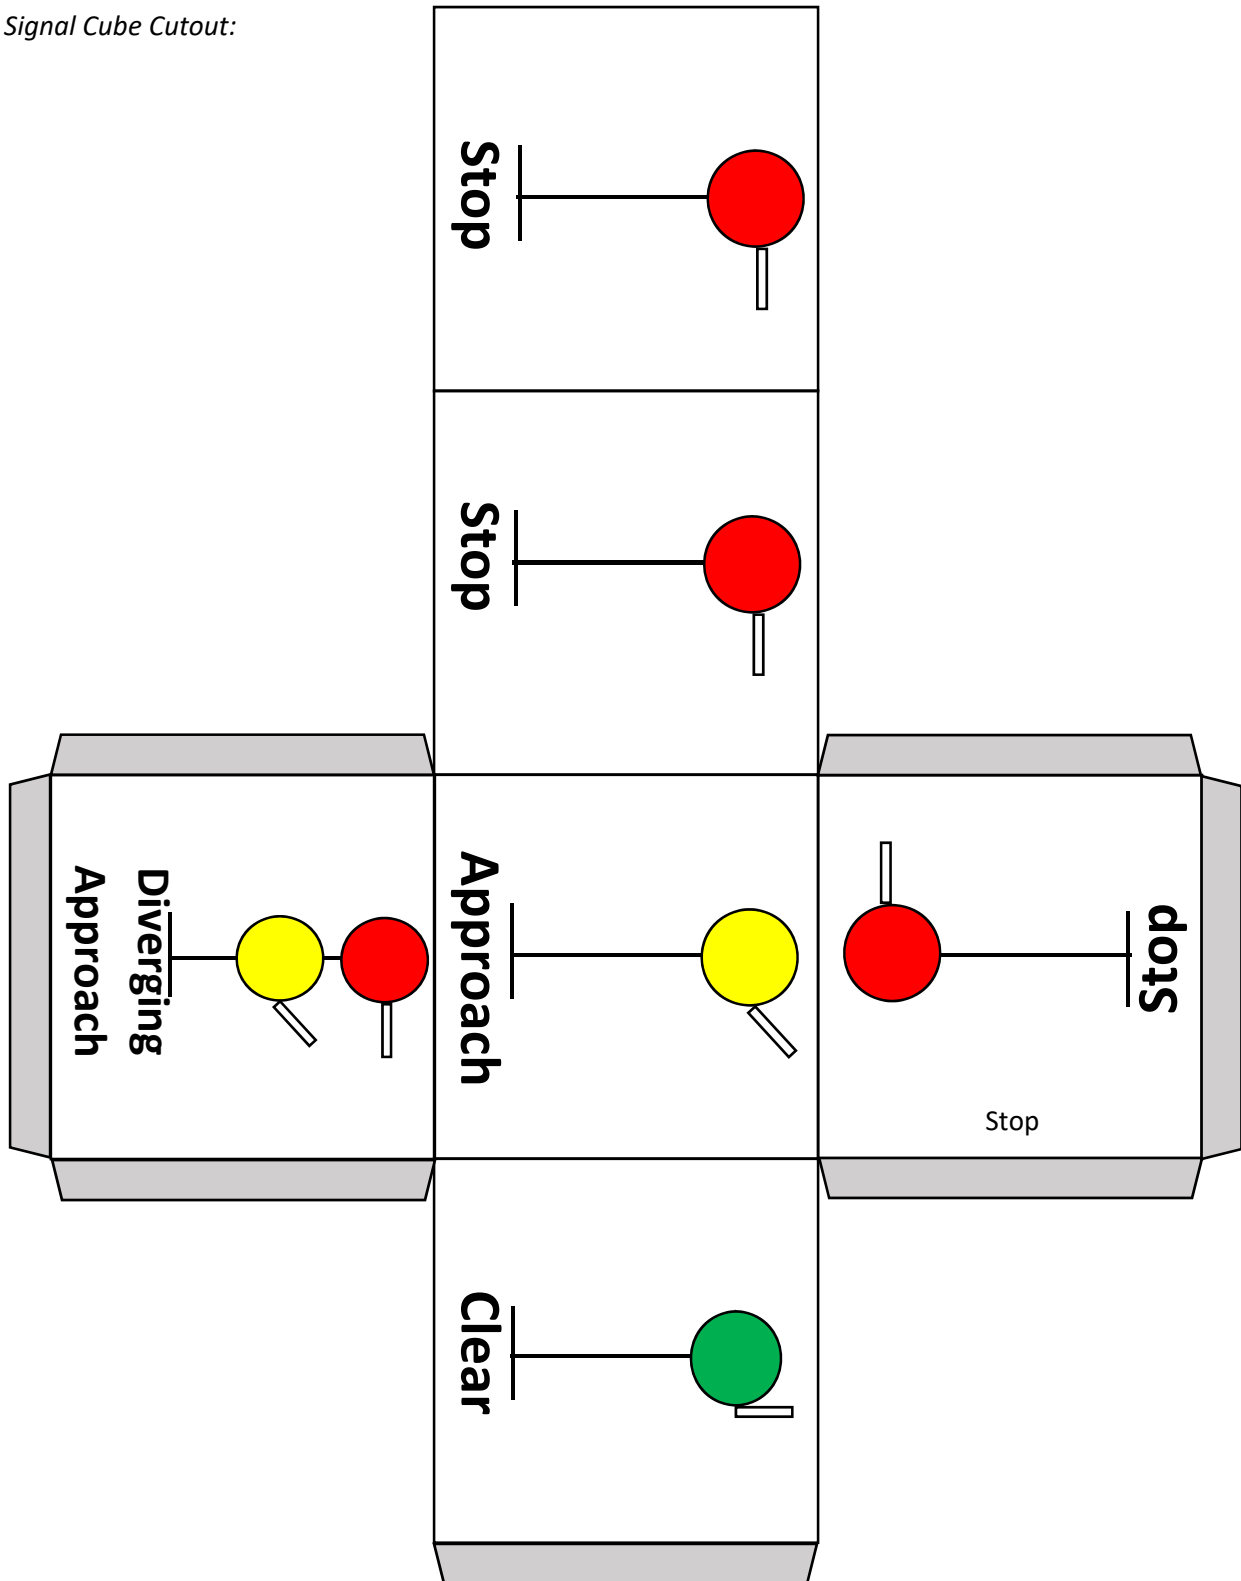 Signal Cube Cutout:
Stop
Stop
Diverging
Approach
Approach
Stop
Stop
Clear